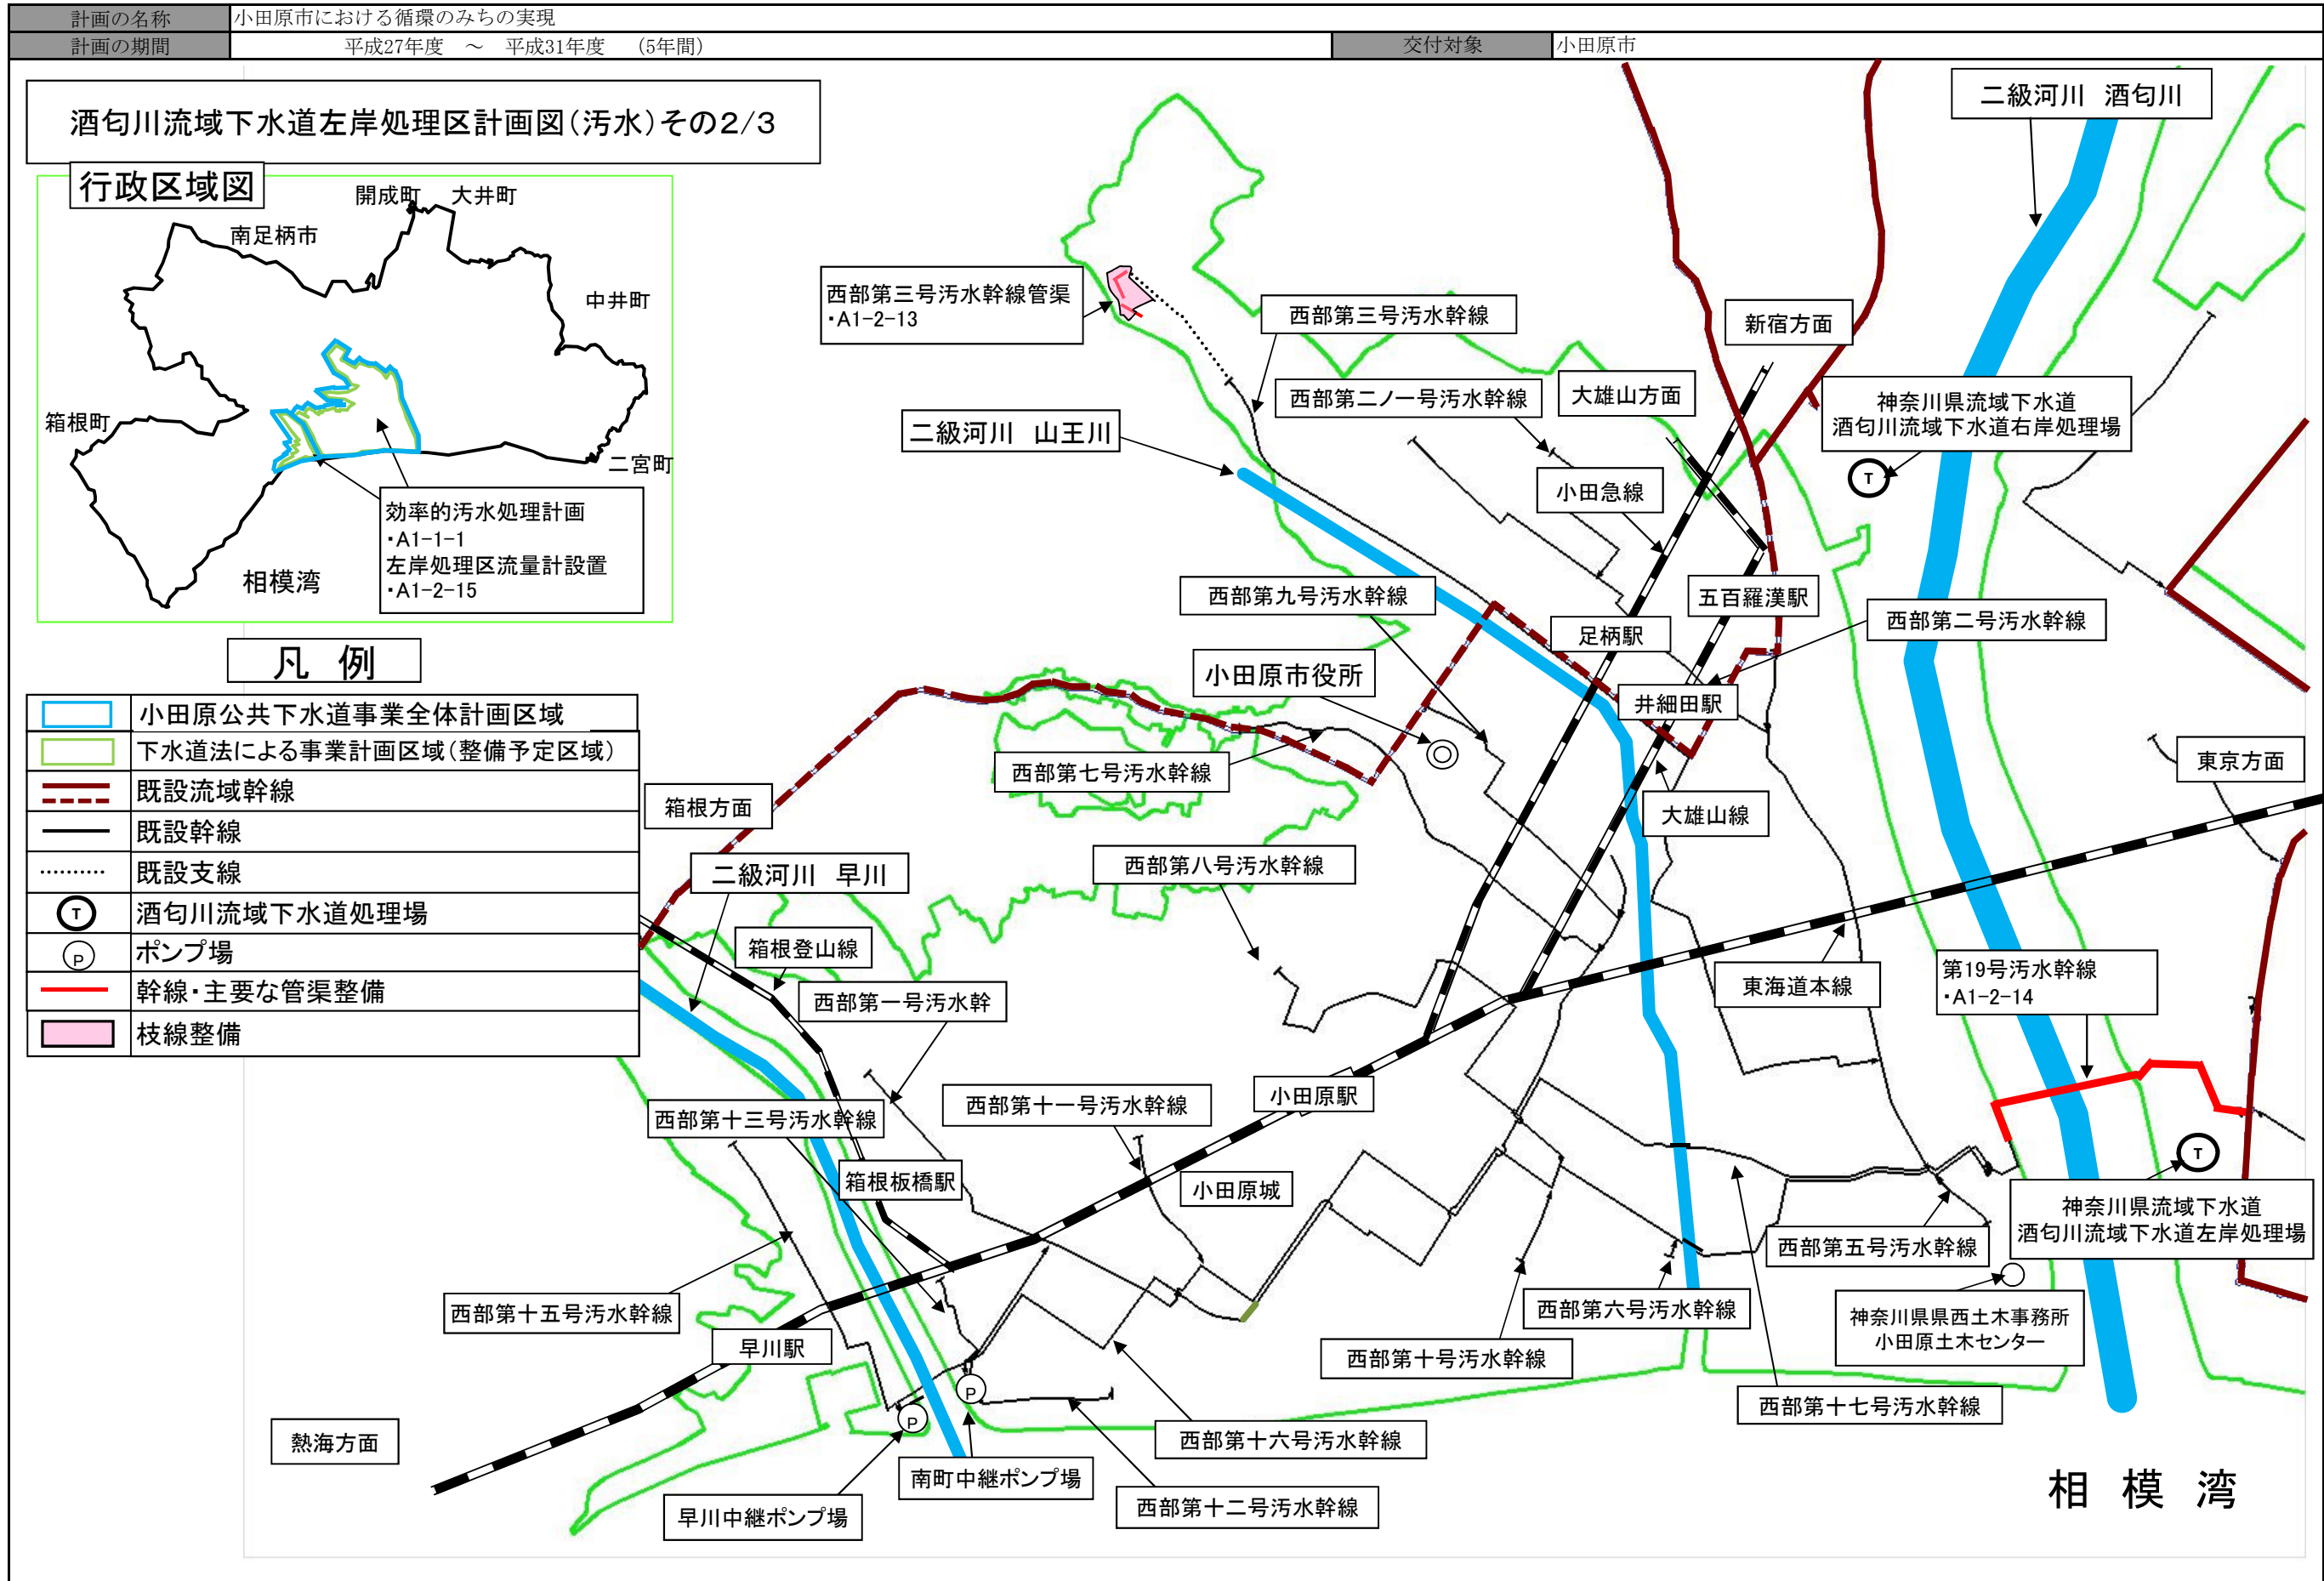 計画の名称
小田原市における循環のみちの実現
計画の期間
平成27年度 ～ 平成31年度 （5年間）
交付対象
小田原市
酒匂川流域下水道左岸処理区計画図（汚水）その2/3
行政区域図
開成町
大井町
南足柄市
中井町
箱根町
二宮町
相模湾
効率的汚水処理計画
・A1-1-1
左岸処理区流量計設置
・A1-2-15
凡 例
小田原公共下水道事業全体計画区域
下水道法による事業計画区域（整備予定区域）
既設流域幹線
既設幹線
既設支線
T
酒匂川流域下水道処理場
P
ポンプ場
幹線・主要な管渠整備
枝線整備
二級河川 酒匂川
西部第三号汚水幹線管渠
・A1-2-13
西部第三号汚水幹線
新宿方面
西部第二ノ一号汚水幹線
大雄山方面
神奈川県流域下水道
酒匂川流域下水道右岸処理場
T
二級河川 山王川
小田急線
西部第九号汚水幹線
五百羅漢駅
足柄駅
西部第二号汚水幹線
小田原市役所
井細田駅
西部第七号汚水幹線
東京方面
箱根方面
大雄山線
二級河川 早川
西部第八号汚水幹線
箱根登山線
東海道本線
第19号汚水幹線
・A1-2-14
西部第一号汚水幹
小田原駅
西部第十一号汚水幹線
西部第十三号汚水幹線
箱根板橋駅
小田原城
T
神奈川県流域下水道
酒匂川流域下水道左岸処理場
西部第五号汚水幹線
西部第十五号汚水幹線
西部第六号汚水幹線
神奈川県県西土木事務所
小田原土木センター
早川駅
西部第十号汚水幹線
P
P
西部第十七号汚水幹線
熱海方面
西部第十六号汚水幹線
南町中継ポンプ場
西部第十二号汚水幹線
早川中継ポンプ場
相 模 湾